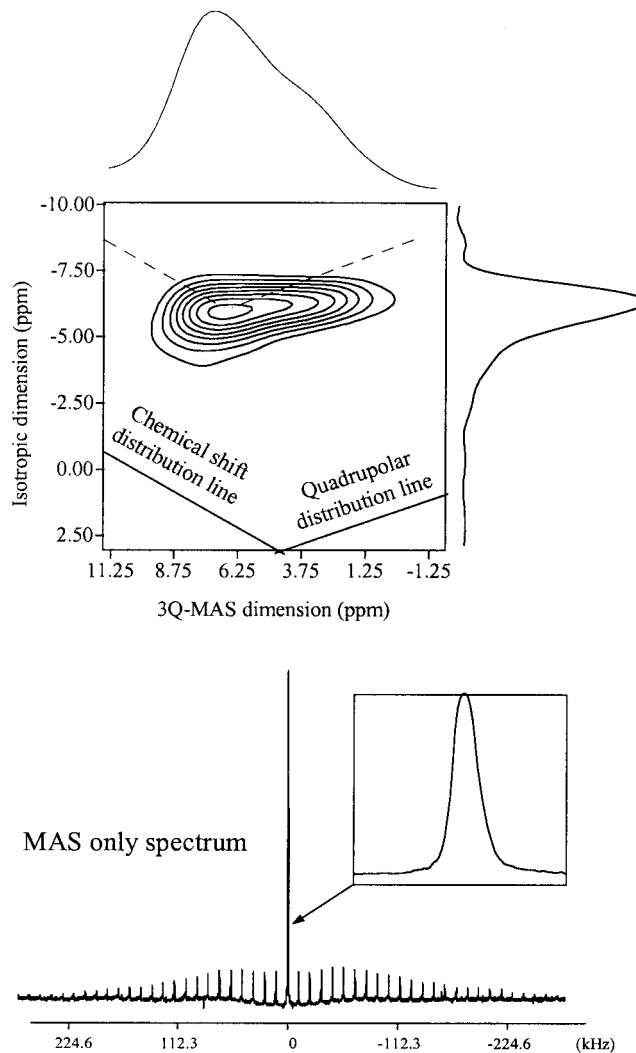 -10.00
-7.50
-5.00
-2.50
0.00
2.50
Isotropic dimension (ppm)
Chemical shift
distribution line
Quadrupolar
distribution line
11.25 8.75 6.25 3.75 1.25 -1.25
3Q-MAS dimension (ppm)
MAS only spectrum
224.6 112.3 0 -112.3 -224.6 (kHz)